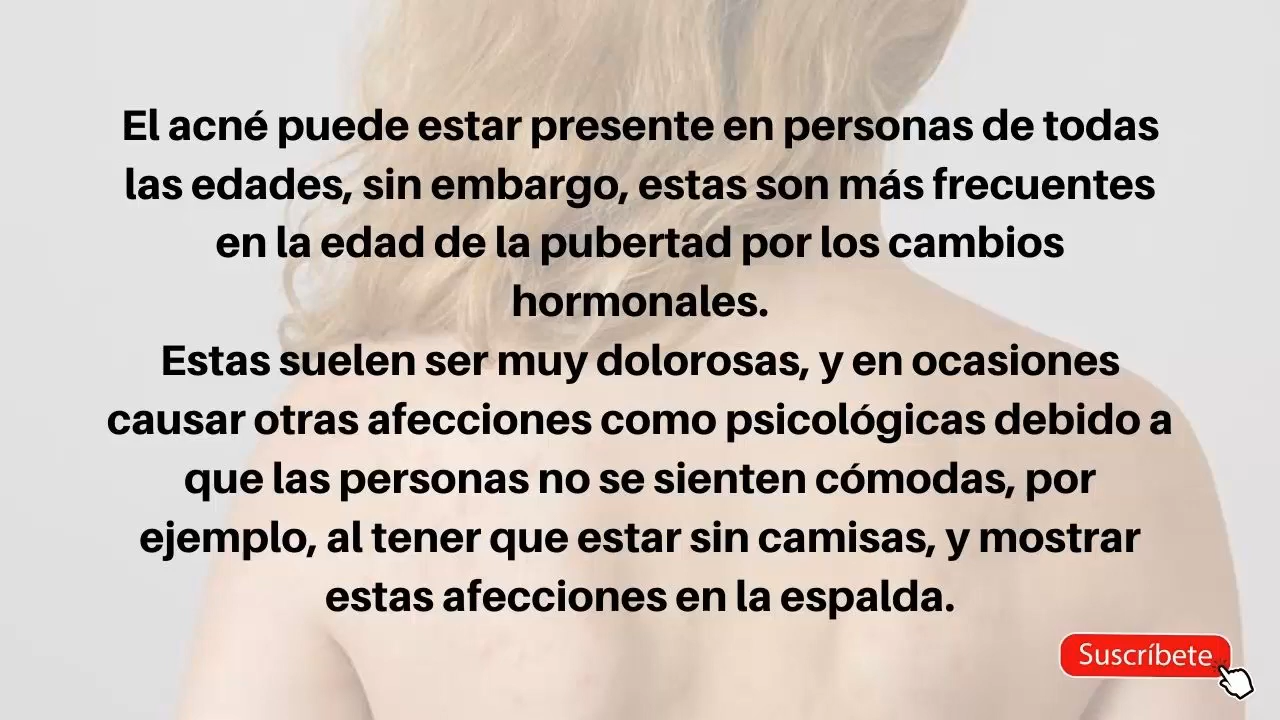 El acné puede estar presente en personas de todas
las edades, sin embargo, estas son más frecuentes
en la edad de la pubertad por los cambios
hormonales.
Estas suelen ser muy dolorosas, y en ocasiones
causar otras afecciones como psicológicas debido a
que las personas no se sienten cómodas, por
ejemplo, al tener que estar sin camisas, y mostrar
estas afecciones en la espalda.
Suscríbete